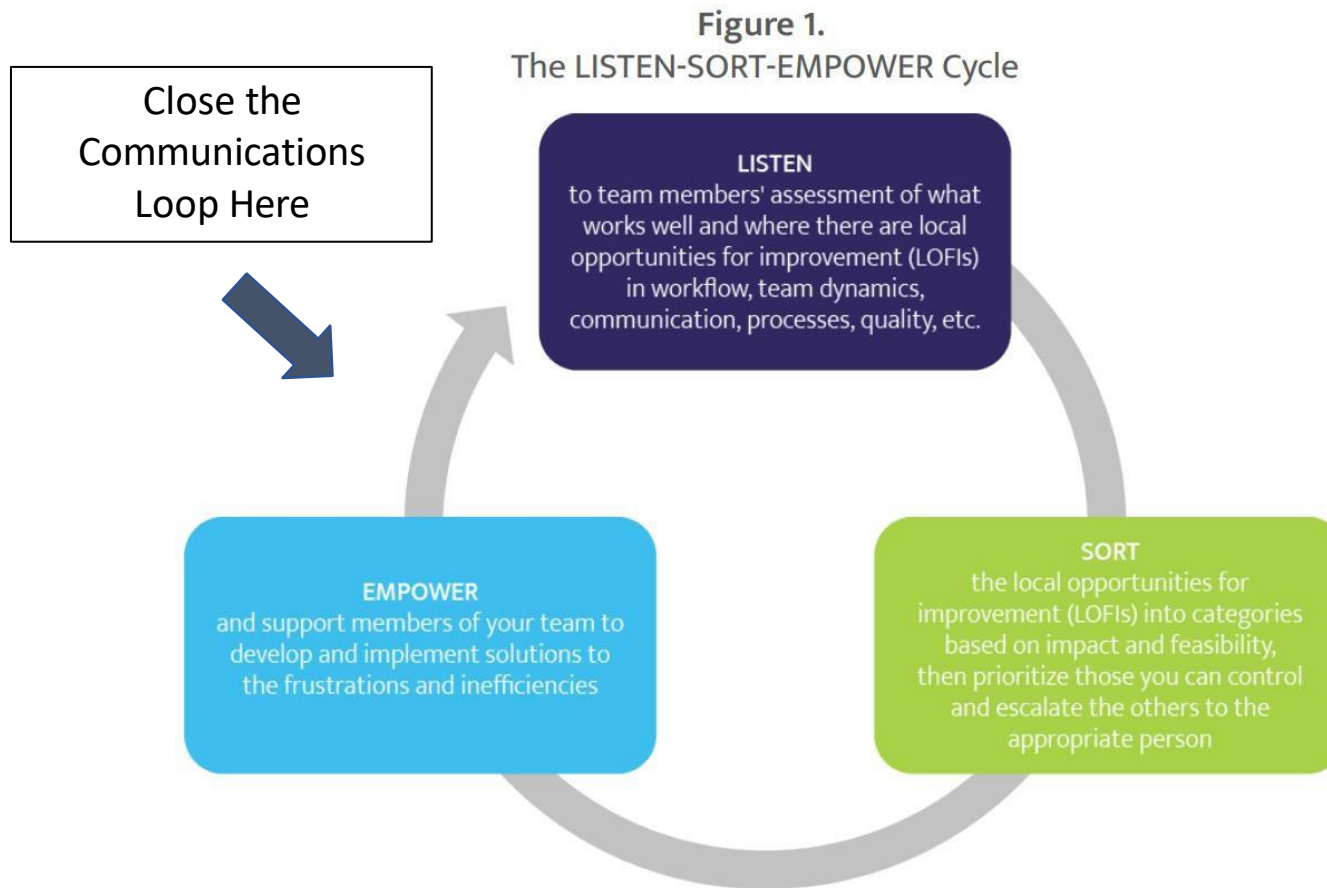 Figure 1.
The LISTEN-SORT-EMPOWER Cycle
Close the
Communications
Loop Here
LISTEN
to team members' assessment of what
works well and where there are local
opportunities for improvement (LOFIs)
in workflow, team dynamics,
communication, processes, quality, etc.
EMPOWER
and support members of your team to
develop and implement solutions to
the frustrations and inefficiencies
SORT
the local opportunities for
improvement (LOFIs) into categories
based on impact and feasibility,
then prioritize those you can control
and escalate the others to the
appropriate person